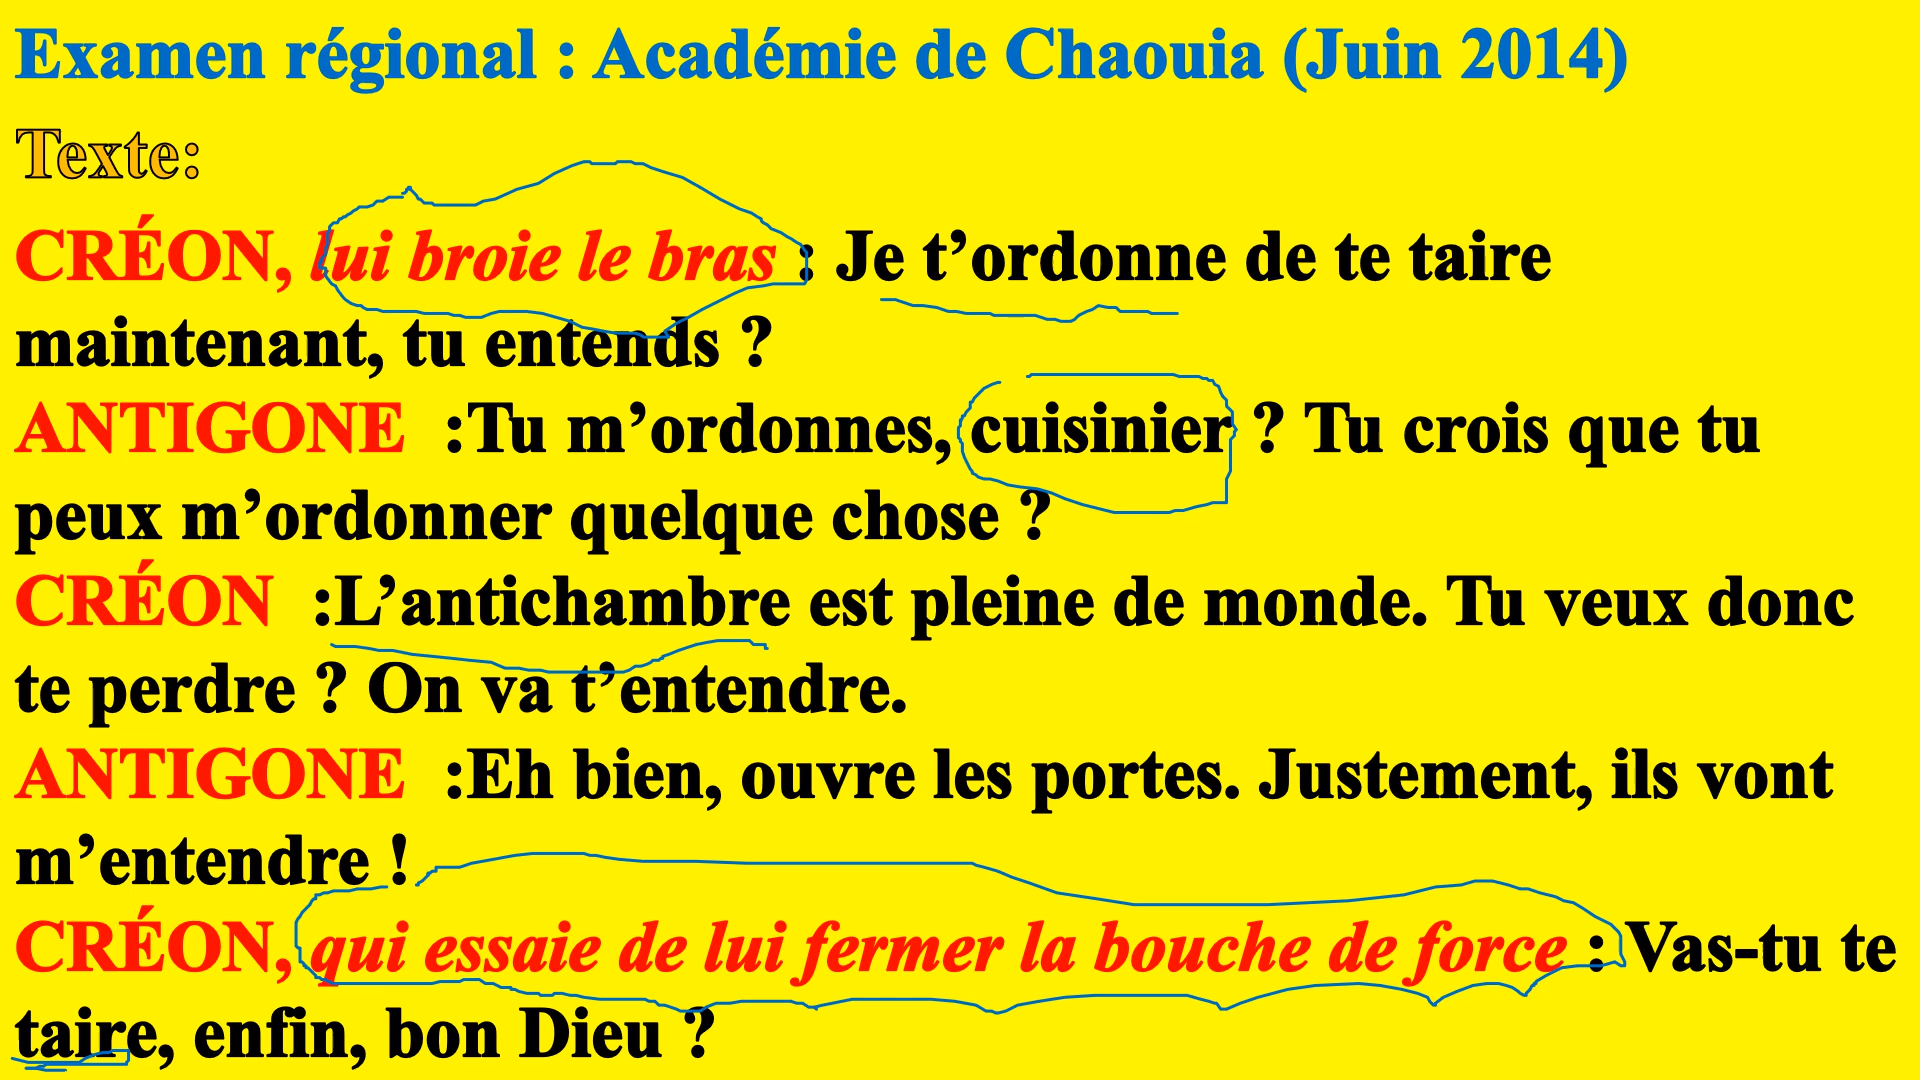 Examen régional : Académie de Chaouia (Juin 2014)
Texte:
CRÉON, lui broie le bras : Je t’ordonne de te taire
maintenant, tu entends ?
ANTIGONE :Tu m’ordonnes, cuisinier ? Tu crois que tu
peux m’ordonner quelque chose ?
CRÉON :L’antichambre est pleine de monde. Tu veux donc
te perdre ? On va t’entendre.
ANTIGONE :Eh bien, ouvre les portes. Justement, ils vont
m’entendre !
CRÉON, qui essaie de lui fermer la bouche de force : Vas-tu te
taire, enfin, bon Dieu ?